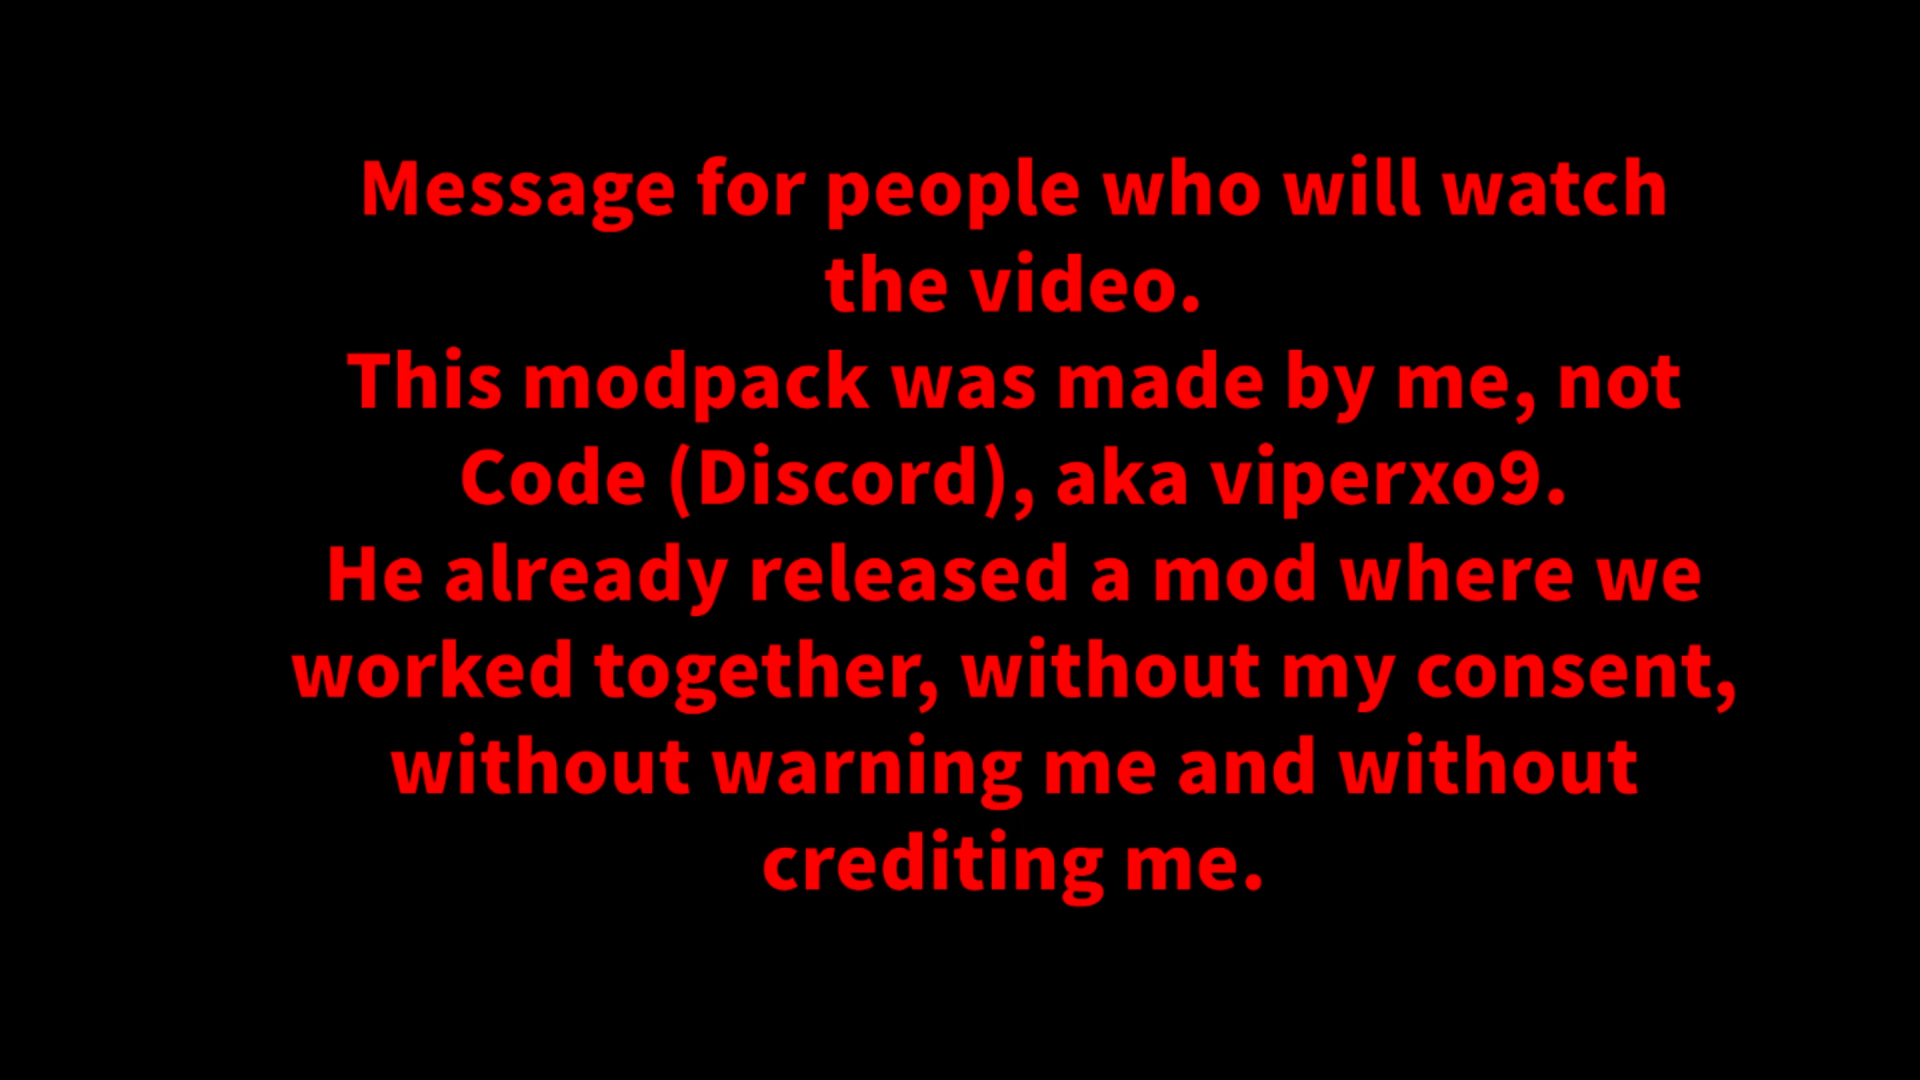 Message for people who will watch
the video.
This modpack was made by me, not
Code (Discord), aka viperxo9.
He already released a mod where we
worked together, without my consent,
without warning me and without
crediting me.